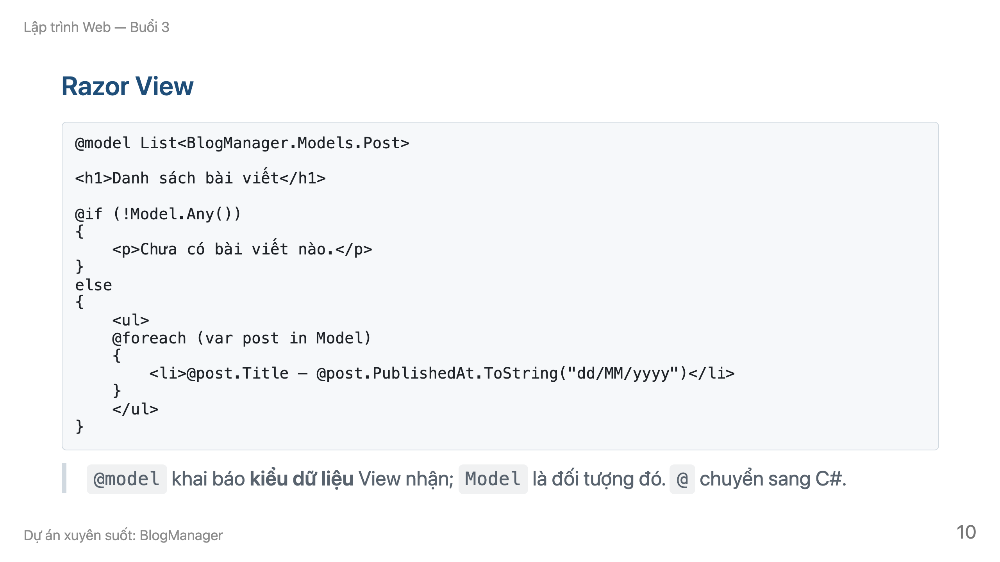 Lập trình Web — Buổi 3
Razor View
@model List<BlogManager.Models.Post>
<h1>Danh sách bài viết</h1>
@if (!Model.Any())
{
    <p>Chưa có bài viết nào.</p>
}
else
{
    <ul>
    @foreach (var post in Model)
    {
        <li>@post.Title — @post.PublishedAt.ToString("dd/MM/yyyy")</li>
    }
    </ul>
}
@model khai báo kiểu dữ liệu View nhận; Model là đối tượng đó. @ chuyển sang C#.
Dự án xuyên suốt: BlogManager
10